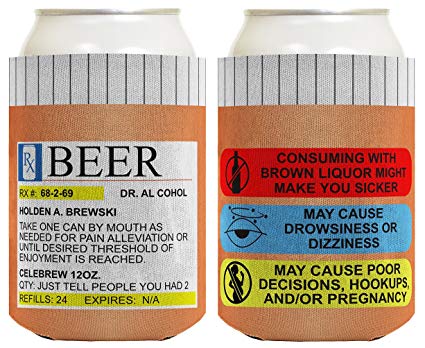 Rx BEER
RX #: 68-2-69 DR. AL COHOL
HOLDEN A. BREWSKI
TAKE ONE CAN BY MOUTH AS
NEEDED FOR PAIN ALLEVIATION OR
UNTIL DESIRED THRESHOLD OF
ENJOYMENT IS REACHED.
CELEBREW 12OZ.
QTY: JUST TELL PEOPLE YOU HAD 2
REFILLS: 24 EXPIRES: N/A
CONSUMING WITH
BROWN LIQUOR MIGHT
MAKE YOU SICKER
MAY CAUSE
DROWSINESS OR
DIZZINESS
MAY CAUSE POOR
DECISIONS, HOOKUPS,
AND/OR PREGNANCY